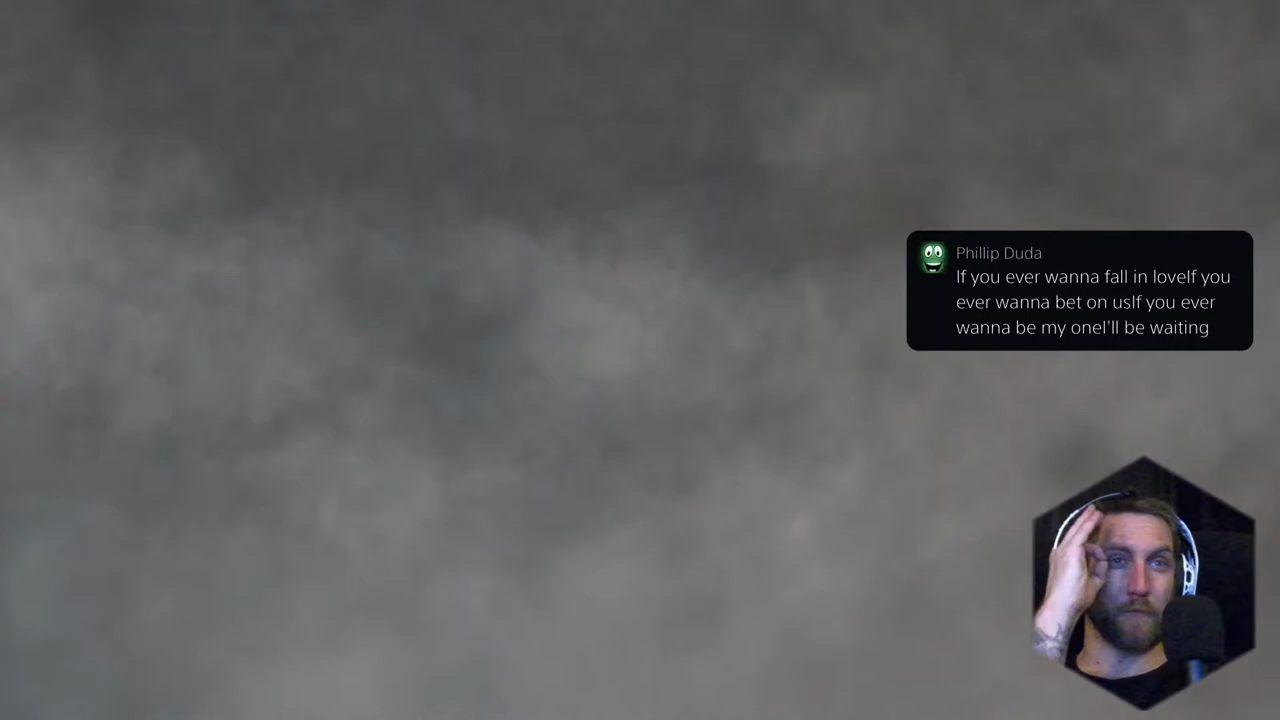 Phillip Duda
If you ever wanna fall in loveIf you
ever wanna bet on usIf you ever
wanna be my oneI'll be waiting